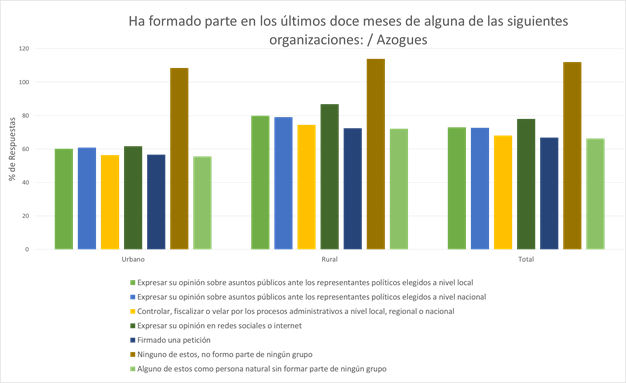 Ha formado parte en los últimos doce meses de alguna de las siguientes
organizaciones: / Azogues
120
100
80
60
40
20
0
% de Respuestas
Urbano
Rural
Total
Expresar su opinión sobre asuntos públicos ante los representantes políticos elegidos a nivel local
Expresar su opinión sobre asuntos públicos ante los representantes políticos elegidos a nivel nacional
Controlar, fiscalizar o velar por los procesos administrativos a nivel local, regional o nacional
Expresar su opinión en redes sociales o internet
Firmado una petición
Ninguno de estos, no formo parte de ningún grupo
Alguno de estos como persona natural sin formar parte de ningún grupo